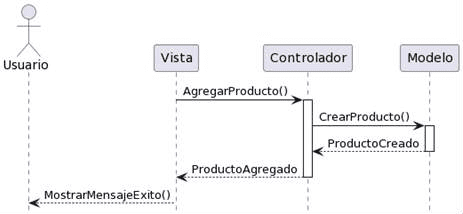 Usuario
Vista
Controlador
Modelo
AgregarProducto()
CrearProducto()
ProductoCreado
ProductoAgregado
MostrarMensajeExito()